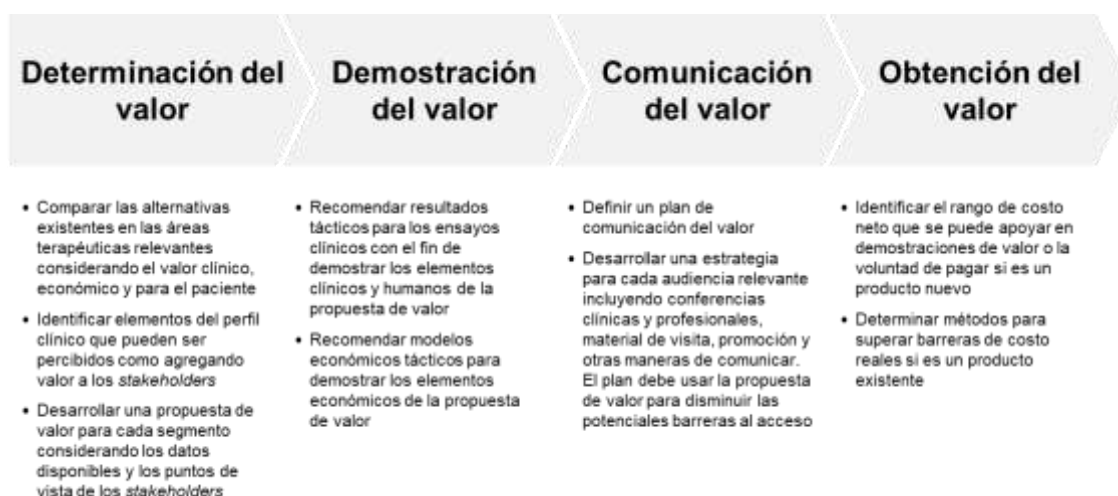 Determinación del
valor
Demostración
del valor
Comunicación
del valor
Obtención del
valor
• Comparar las alternativas
existentes en las áreas
terapéuticas relevantes
considerando el valor clínico,
económico y para el paciente
• Identificar elementos del perfil
clínico que pueden ser
percibidos como agregando
valor a los stakeholders
• Desarrollar una propuesta de
valor para cada segmento
considerando los datos
disponibles y los puntos de
vista de los stakeholders
• Recomendar resultados
tácticos para los ensayos
clínicos con el fin de
demostrar los elementos
clínicos y humanos de la
propuesta de valor
• Recomendar modelos
económicos tácticos para
demostrar los elementos
económicos de la propuesta
de valor
• Definir un plan de
comunicación del valor
• Desarrollar una estrategia
para cada audiencia relevante
incluyendo conferencias
clínicas y profesionales,
material de visita, promoción y
otras maneras de comunicar.
El plan debe usar la propuesta
de valor para disminuir las
potenciales barreras al acceso
• Identificar el rango de costo
neto que se puede apoyar en
demostraciones de valor o la
voluntad de pagar si es un
producto nuevo
• Determinar métodos para
superar barreras de costo
reales si es un producto
existente